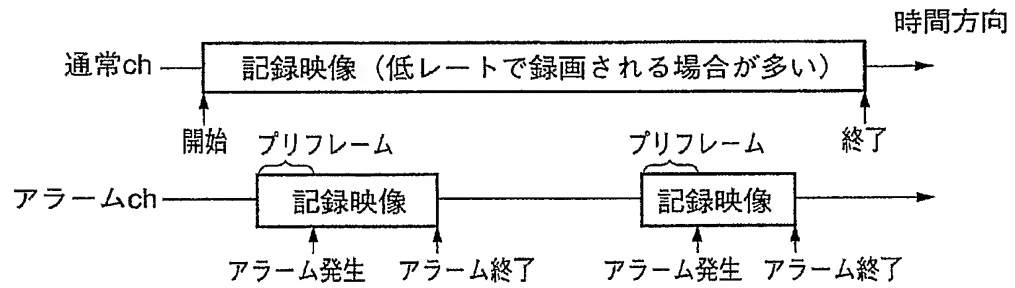 時間方向
通常ch
記録映像（低レートで録画される場合が多い）
開始
プリフレーム
プリフレーム
終了
アラームch
記録映像
記録映像
アラーム発生
アラーム終了
アラーム発生
アラーム終了